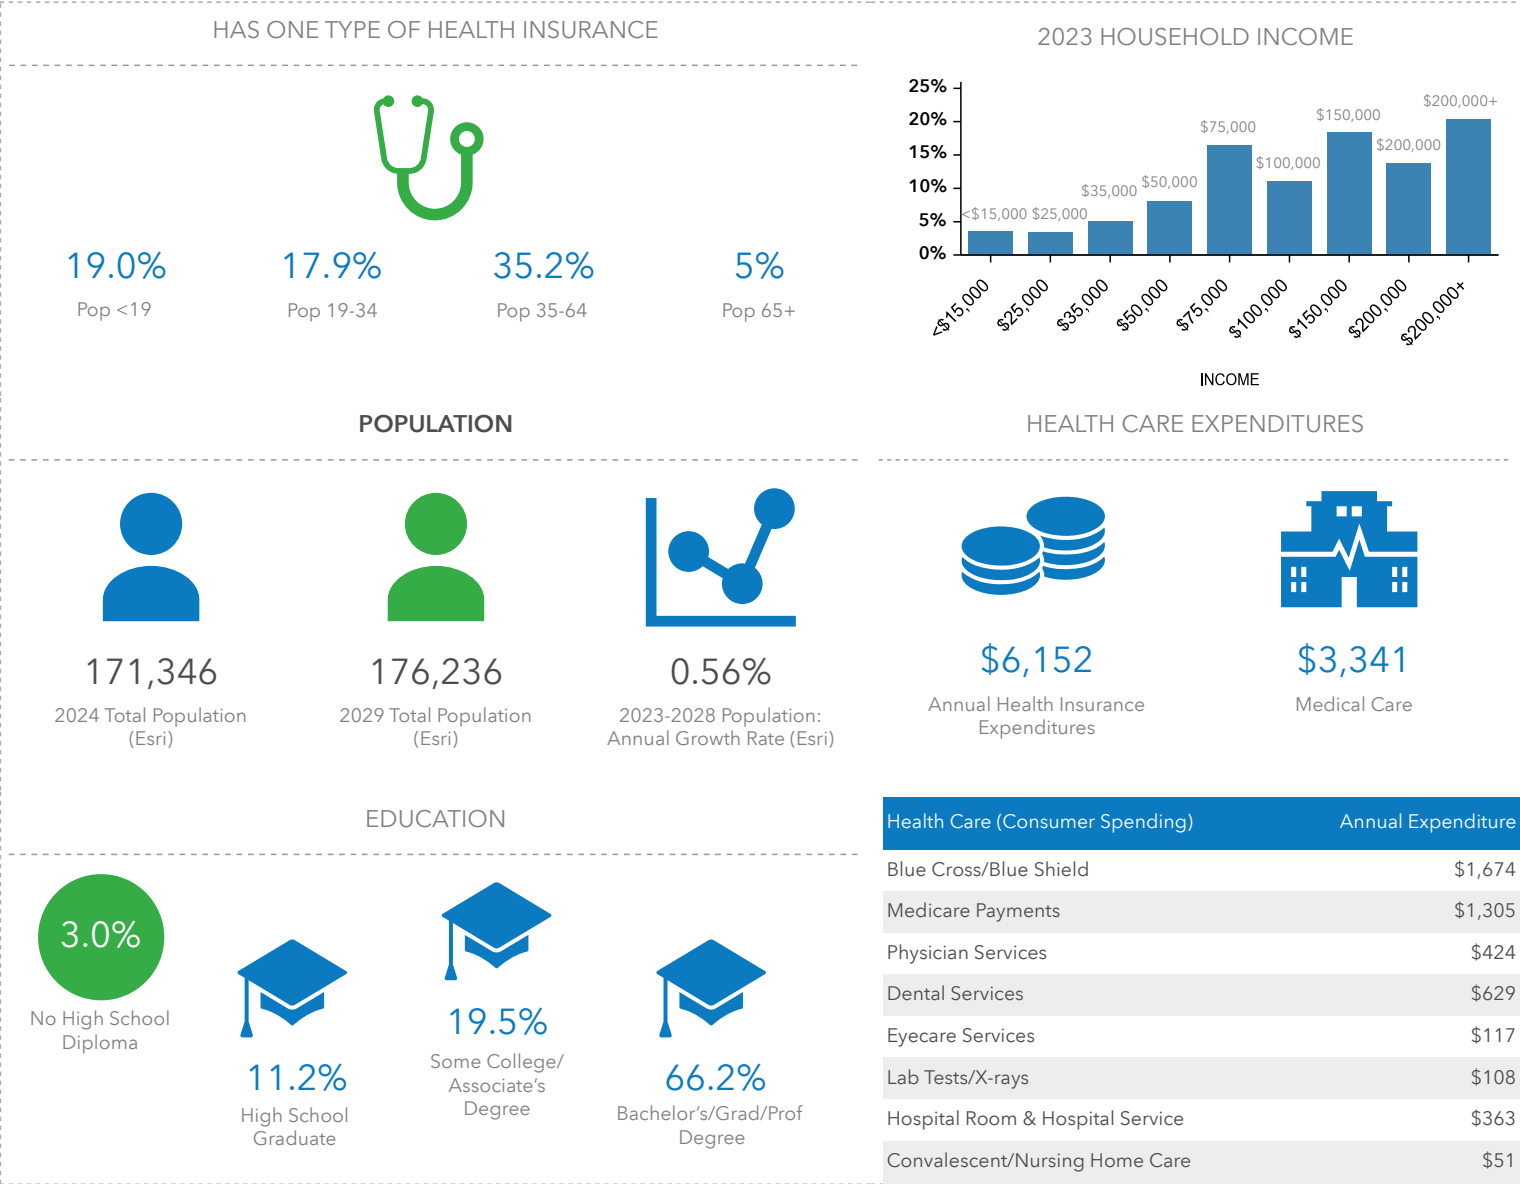 HAS ONE TYPE OF HEALTH INSURANCE
19.0%
Pop <19
17.9%
Pop 19-34
35.2%
Pop 35-64
5%
Pop 65+
2023 HOUSEHOLD INCOME
25%
20%
15%
10%
5%
0%
<$15,000
$25,000
$35,000
$50,000
$75,000
$100,000
$150,000
$200,000
$200,000+
<$15,000
$25,000
$35,000
$50,000
$75,000
$100,000
$150,000
$200,000
$200,000+
INCOME
POPULATION
171,346
2024 Total Population
(Esri)
176,236
2029 Total Population
(Esri)
0.56%
2023-2028 Population:
Annual Growth Rate (Esri)
HEALTH CARE EXPENDITURES
$6,152
Annual Health Insurance
Expenditures
$3,341
Medical Care
EDUCATION
3.0%
No High School
Diploma
11.2%
High School
Graduate
19.5%
Some College/
Associate's
Degree
66.2%
Bachelor's/Grad/Prof
Degree
Health Care (Consumer Spending) Annual Expenditure
Blue Cross/Blue Shield $1,674
Medicare Payments $1,305
Physician Services $424
Dental Services $629
Eyecare Services $117
Lab Tests/X-rays $108
Hospital Room & Hospital Service $363
Convalescent/Nursing Home Care $51